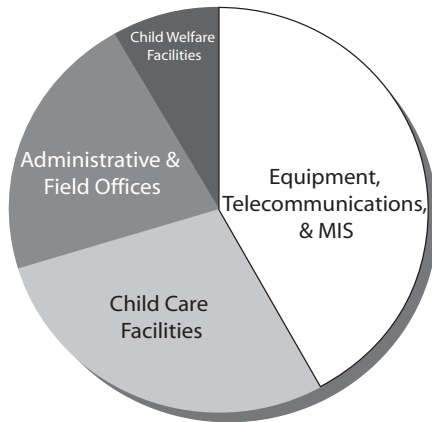 Child Welfare
Facilities
Administrative &
Field Offices
Equipment,
Telecommunications,
& MIS
Child Care
Facilities